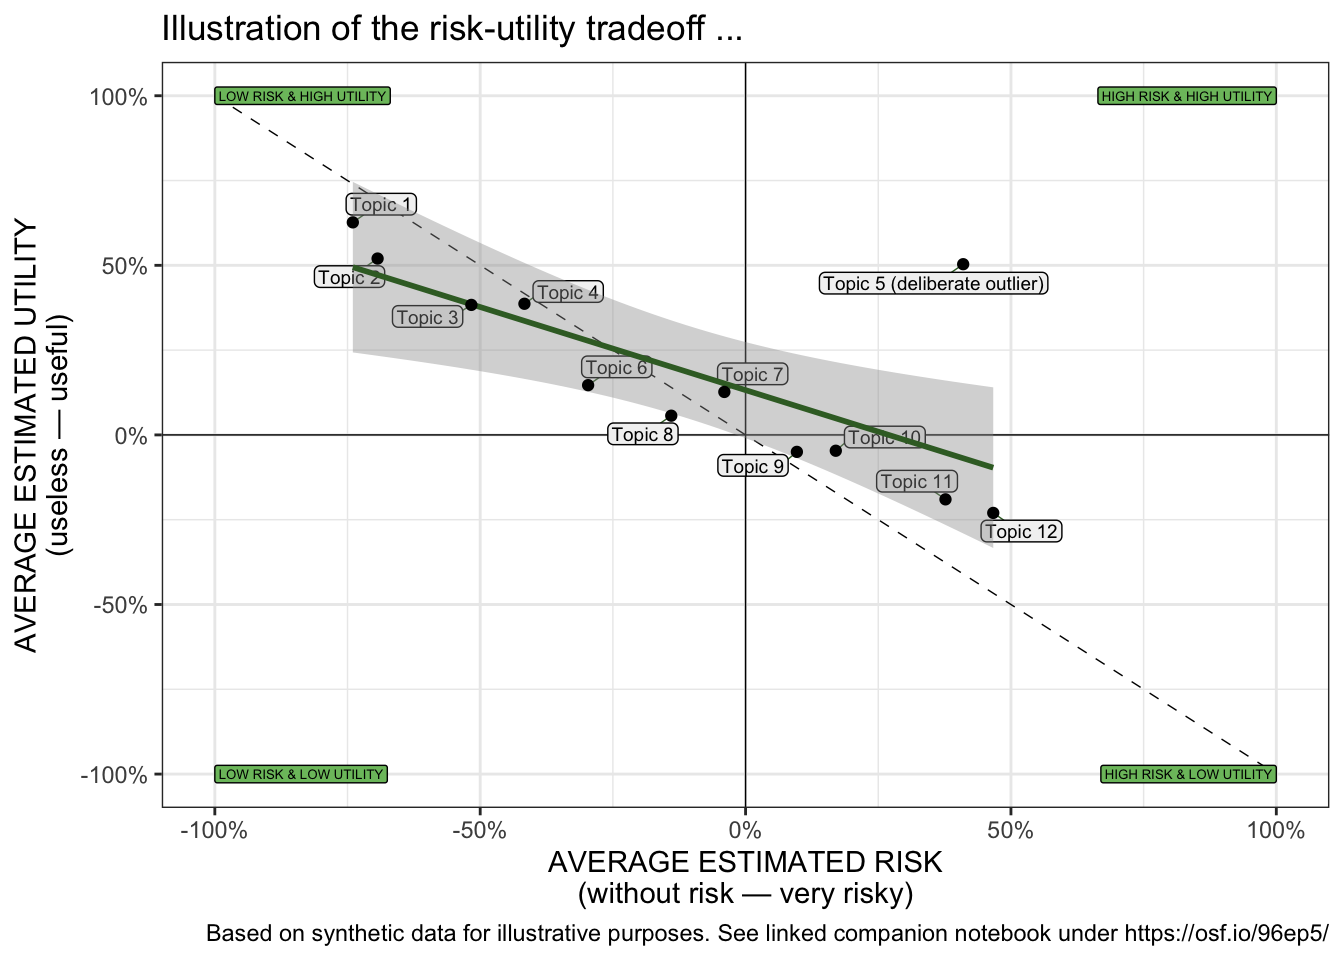 Illustration of the risk-utility tradeoff ...
AVERAGE ESTIMATED UTILITY
(useless — useful)
100%
50%
0%
-50%
-100%
LOW RISK & HIGH UTILITY
HIGH RISK & HIGH UTILITY
Topic 1
Topic 2
Topic 3
Topic 4
Topic 5 (deliberate outlier)
Topic 6
Topic 7
Topic 8
Topic 9
Topic 10
Topic 11
Topic 12
LOW RISK & LOW UTILITY
HIGH RISK & LOW UTILITY
-100%
-50%
0%
50%
100%
AVERAGE ESTIMATED RISK
(without risk — very risky)
Based on synthetic data for illustrative purposes. See linked companion notebook under https://osf.io/96ep5/